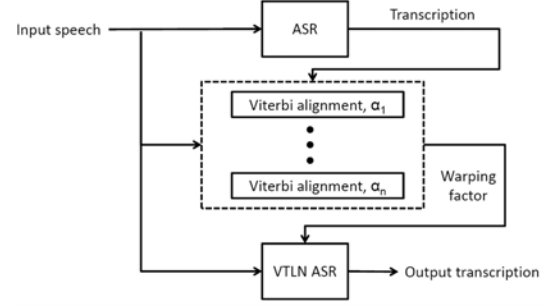 Input speech
ASR
Transcription
Viterbi alignment, α1
Viterbi alignment, αn
Warping
factor
VTLN ASR
Output transcription